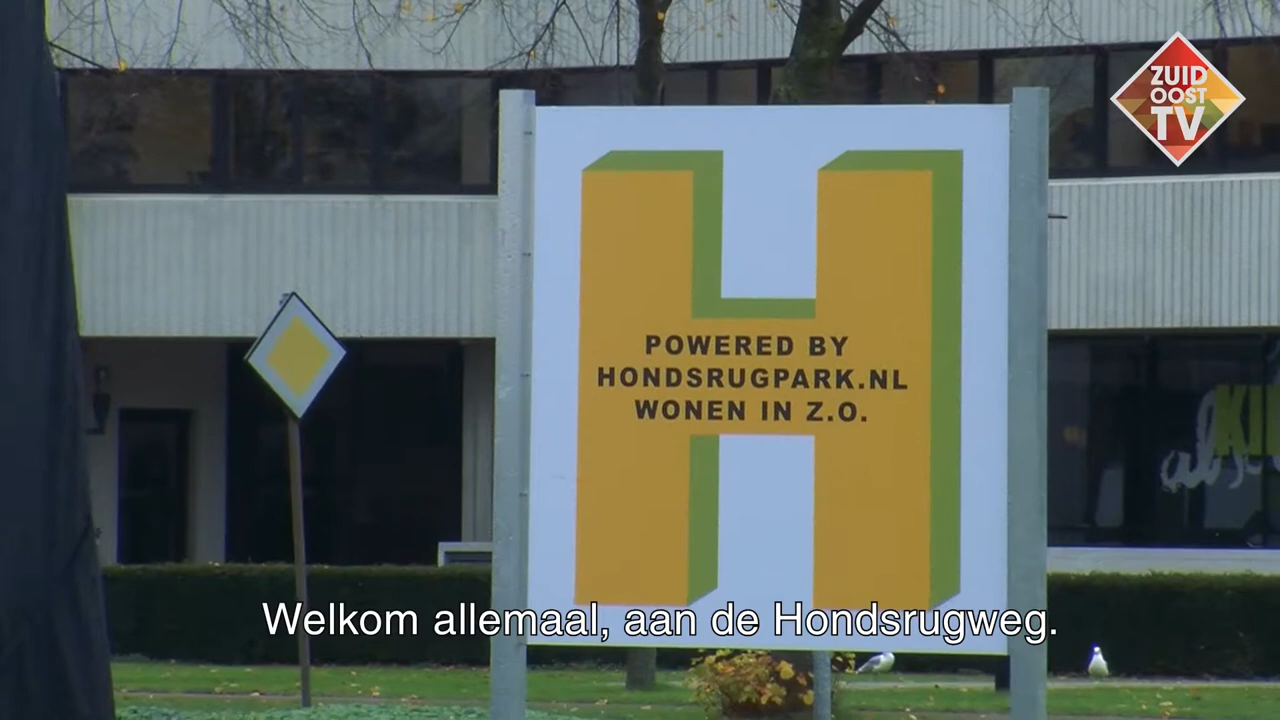 ZUID
OOST
TV
H
POWERED BY
HONDSRUGPARK.NL
WONEN IN Z.O.
Welkom allemaal, aan de Hondsrugweg.